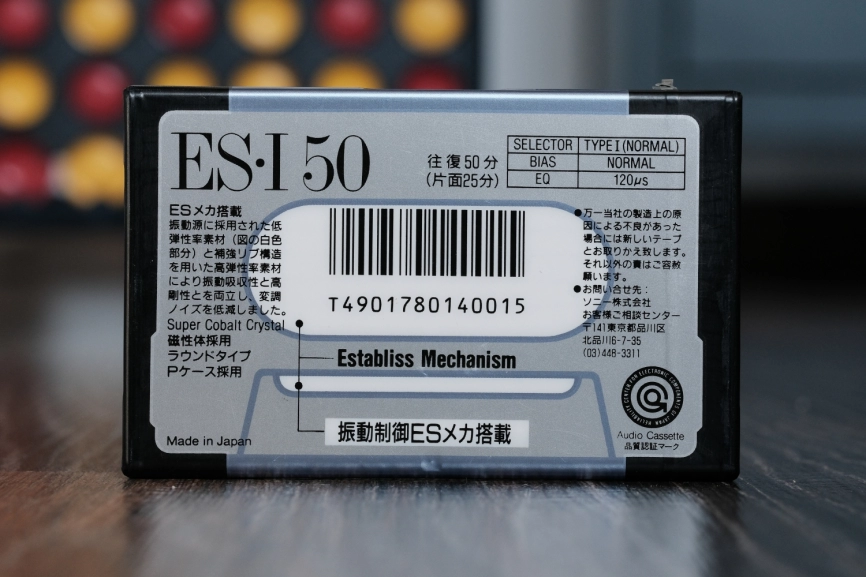 ES・I 50
往復50分
(片面25分)
SELECTOR TYPE I (NORMAL)
BIAS NORMAL
EQ 120μs
ESメカ搭載
振動源に採用された低
弾性率素材（図の白色
部分）と補強リブ構造
を用いた高弾性率素材
により振動吸収性と高
剛性とを両立し、変調
ノイズを低減しました。
Super Cobalt Crystal
磁性体採用
ラウンドタイプ
Pケース採用
Made in Japan
T4901780140015
Establiss Mechanism
振動制御ESメカ搭載
●万一当社の製造上の原
因による不良があった
場合には新しいテープ
とお取りかえ致します。
それ以外の責はご容赦
願います。
●お問い合せ先：
ソニー株式会社
お客様ご相談センター
〒141東京都品川区
北品川6-7-35
(03)448-3311
RELIABILITY CENTER FOR ELECTRONIC COMPONENTS OF JAPAN
Audio Cassette
品質認証マーク